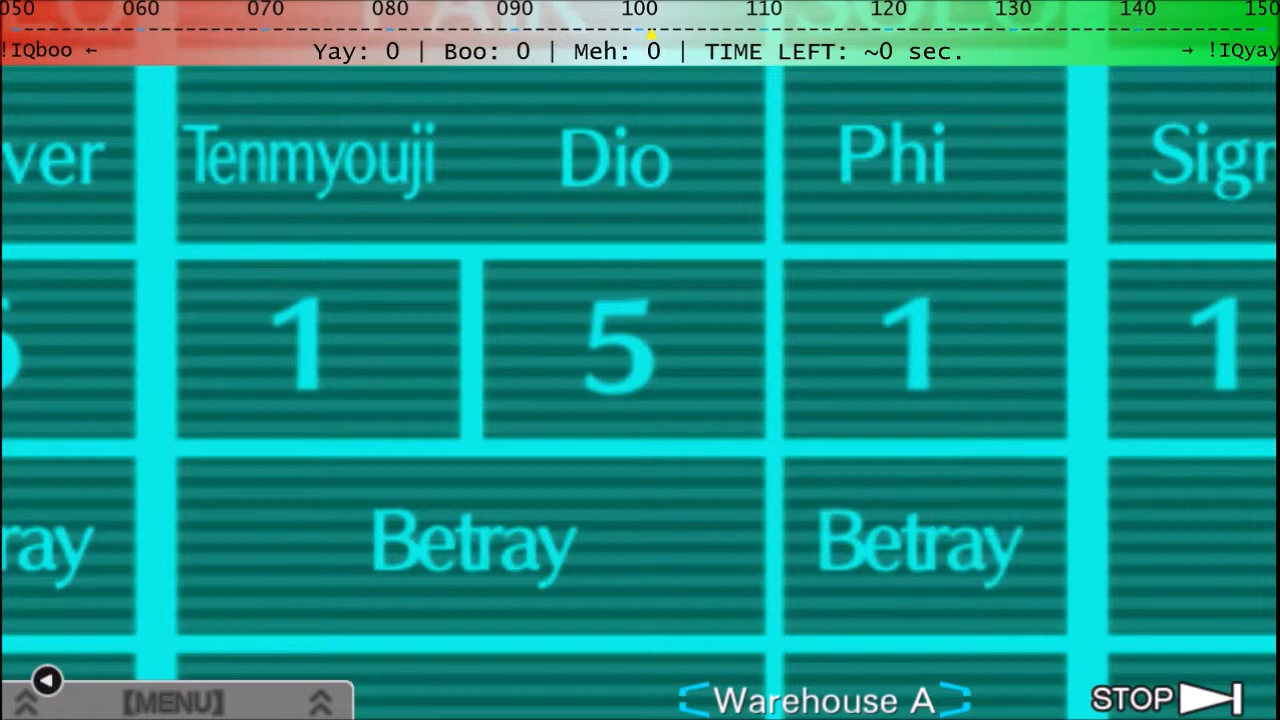 050 060 070 080 090 100 110 120 130 140 150
!IQboo ← Yay: 0 | Boo: 0 | Meh: 0 | TIME LEFT: ~0 sec. → !IQyay
ver Tenmyouji Dio Phi Sigm
1 5 1 1
ray Betray Betray
[MENU] Warehouse A STOP